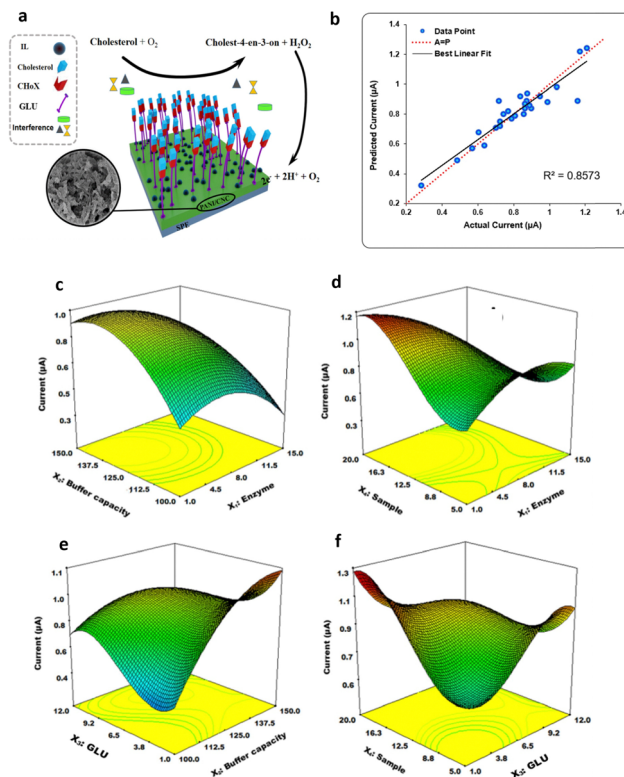 a
IL
Cholesterol
CHoX
GLU
Interference
Cholesterol + O₂
Cholest-4-en-3-on + H₂O₂
+ 2H⁺ + O₂
PANI/CNC
SPE
b
Data Point
A=P
Best Linear Fit
Predicted Current (µA)
1.4
1.2
1
0.8
0.6
0.4
0.2
0.2 0.4 0.6 0.8 1 1.2 1.4
R² = 0.8573
Actual Current (µA)
c
Current (µA)
1.0
0.8
0.6
0.5
0.3
150.0
137.5
125.0
112.5
100.0
1.0
4.5
8.0
11.5
15.0
X₂: Buffer capacity
X₁: Enzyme
d
Current (µA)
1.2
1.0
0.8
0.5
0.3
20.0
16.3
12.5
8.8
5.0
1.0
4.5
8.0
11.5
15.0
X₄: Sample
X₁: Enzyme
e
Current (µA)
1.1
1.0
0.8
0.6
0.4
12.0
9.2
6.5
3.8
1.0
100.0
112.5
125.0
137.5
150.0
X₃: GLU
X₂: Buffer capacity
f
Current (µA)
1.3
1.1
0.9
0.7
0.6
20.0
16.3
12.5
8.8
5.0
1.0
3.8
6.5
9.2
12.0
X₄: Sample
X₃: GLU